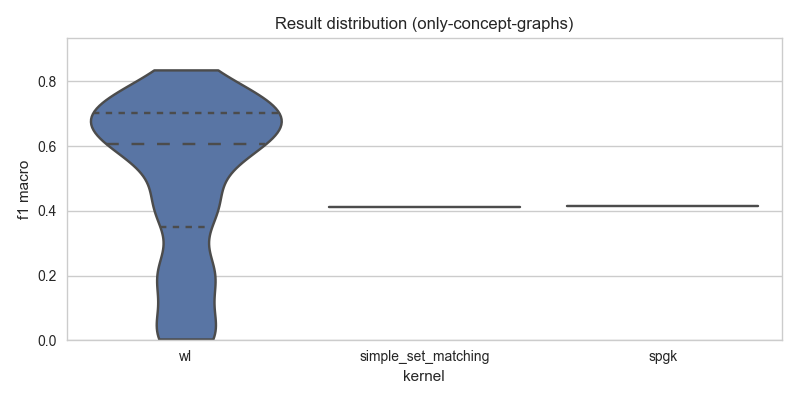 Result distribution (only-concept-graphs)
f1 macro
0.8
0.6
0.4
0.2
0.0
wl simple_set_matching spgk
kernel